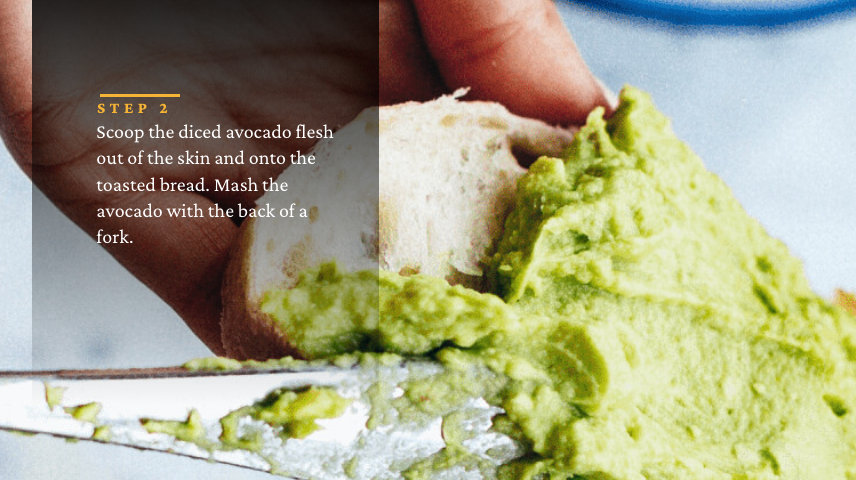 STEP 2
Scoop the diced avocado flesh
out of the skin and onto the
toasted bread. Mash the
avocado with the back of a
fork.